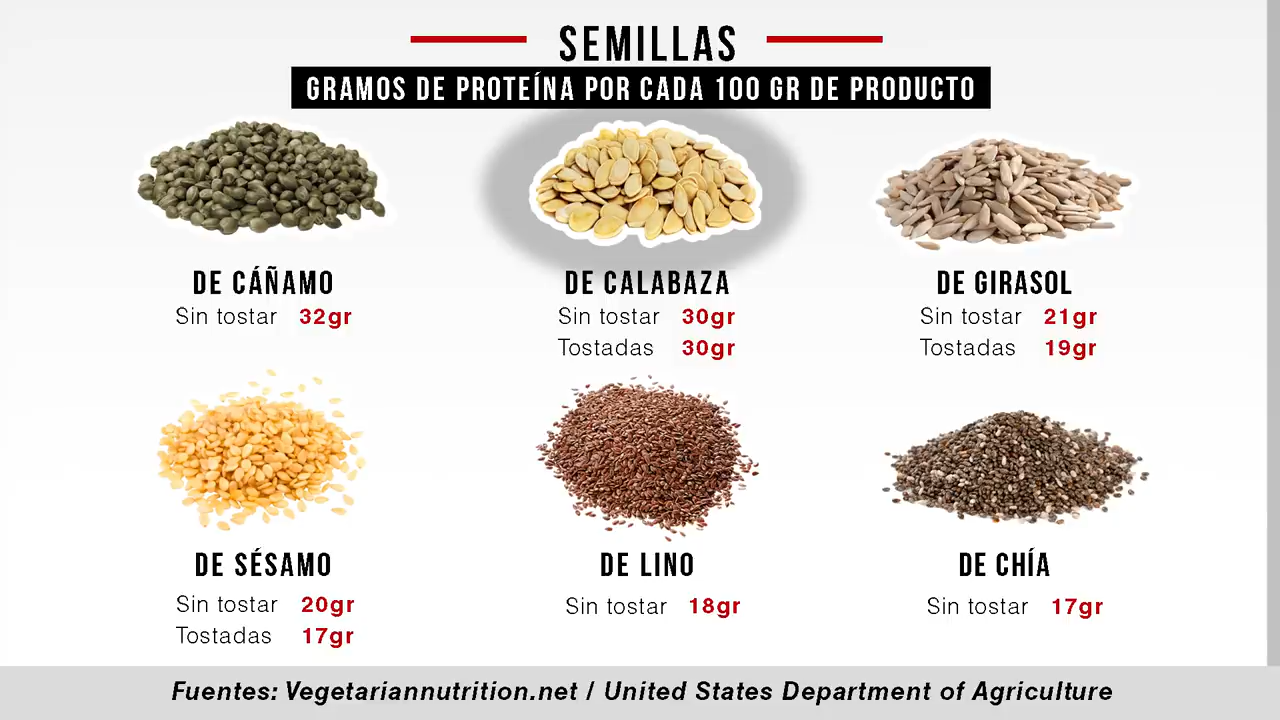 SEMILLAS
GRAMOS DE PROTEÍNA POR CADA 100 GR DE PRODUCTO
DE CÁÑAMO
Sin tostar 32gr
DE CALABAZA
Sin tostar 30gr
Tostadas 30gr
DE GIRASOL
Sin tostar 21gr
Tostadas 19gr
DE SÉSAMO
Sin tostar 20gr
Tostadas 17gr
DE LINO
Sin tostar 18gr
DE CHÍA
Sin tostar 17gr
Fuentes: Vegetariannutrition.net / United States Department of Agriculture